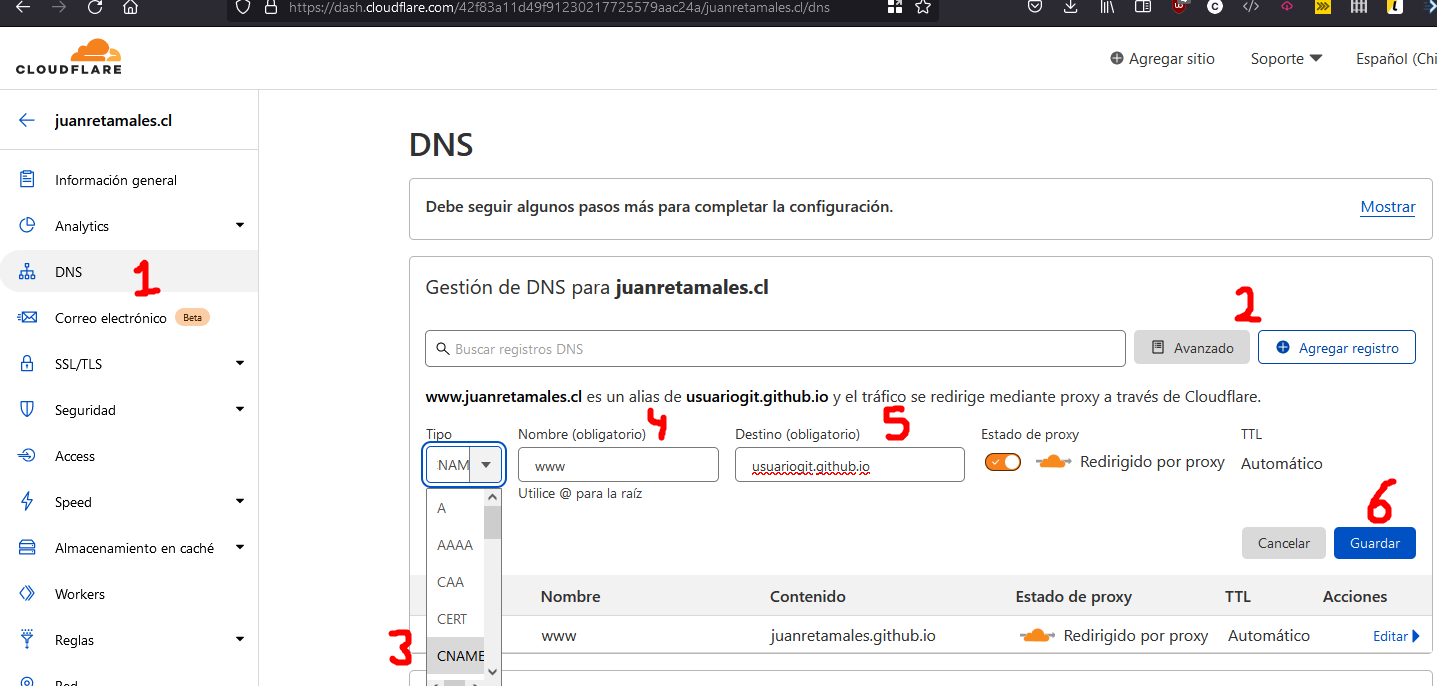 https://dash.cloudflare.com/42f83a11d49f91230217725579aac24a/juanretamales.cl/dns
CLOUDFLARE
Agregar sitio Soporte Español (Chi
juanretamales.cl
Información general
Analytics
DNS 1
Correo electrónico Beta
SSL/TLS
Seguridad
Access
Speed
Almacenamiento en caché
Workers
Reglas
Red
DNS
Debe seguir algunos pasos más para completar la configuración. Mostrar
Gestión de DNS para juanretamales.cl
2
Buscar registros DNS Avanzado Agregar registro
www.juanretamales.cl es un alias de usuariogit.github.io y el tráfico se redirige mediante proxy a través de Cloudflare.
4 5
Tipo Nombre (obligatorio) Destino (obligatorio) Estado de proxy TTL
NAM www usuariogit.github.io Redirigido por proxy Automático
Utilice @ para la raíz
A
AAAA
CAA
CERT
3 CNAME
6
Cancelar Guardar
Nombre Contenido Estado de proxy TTL Acciones
www juanretamales.github.io Redirigido por proxy Automático Editar